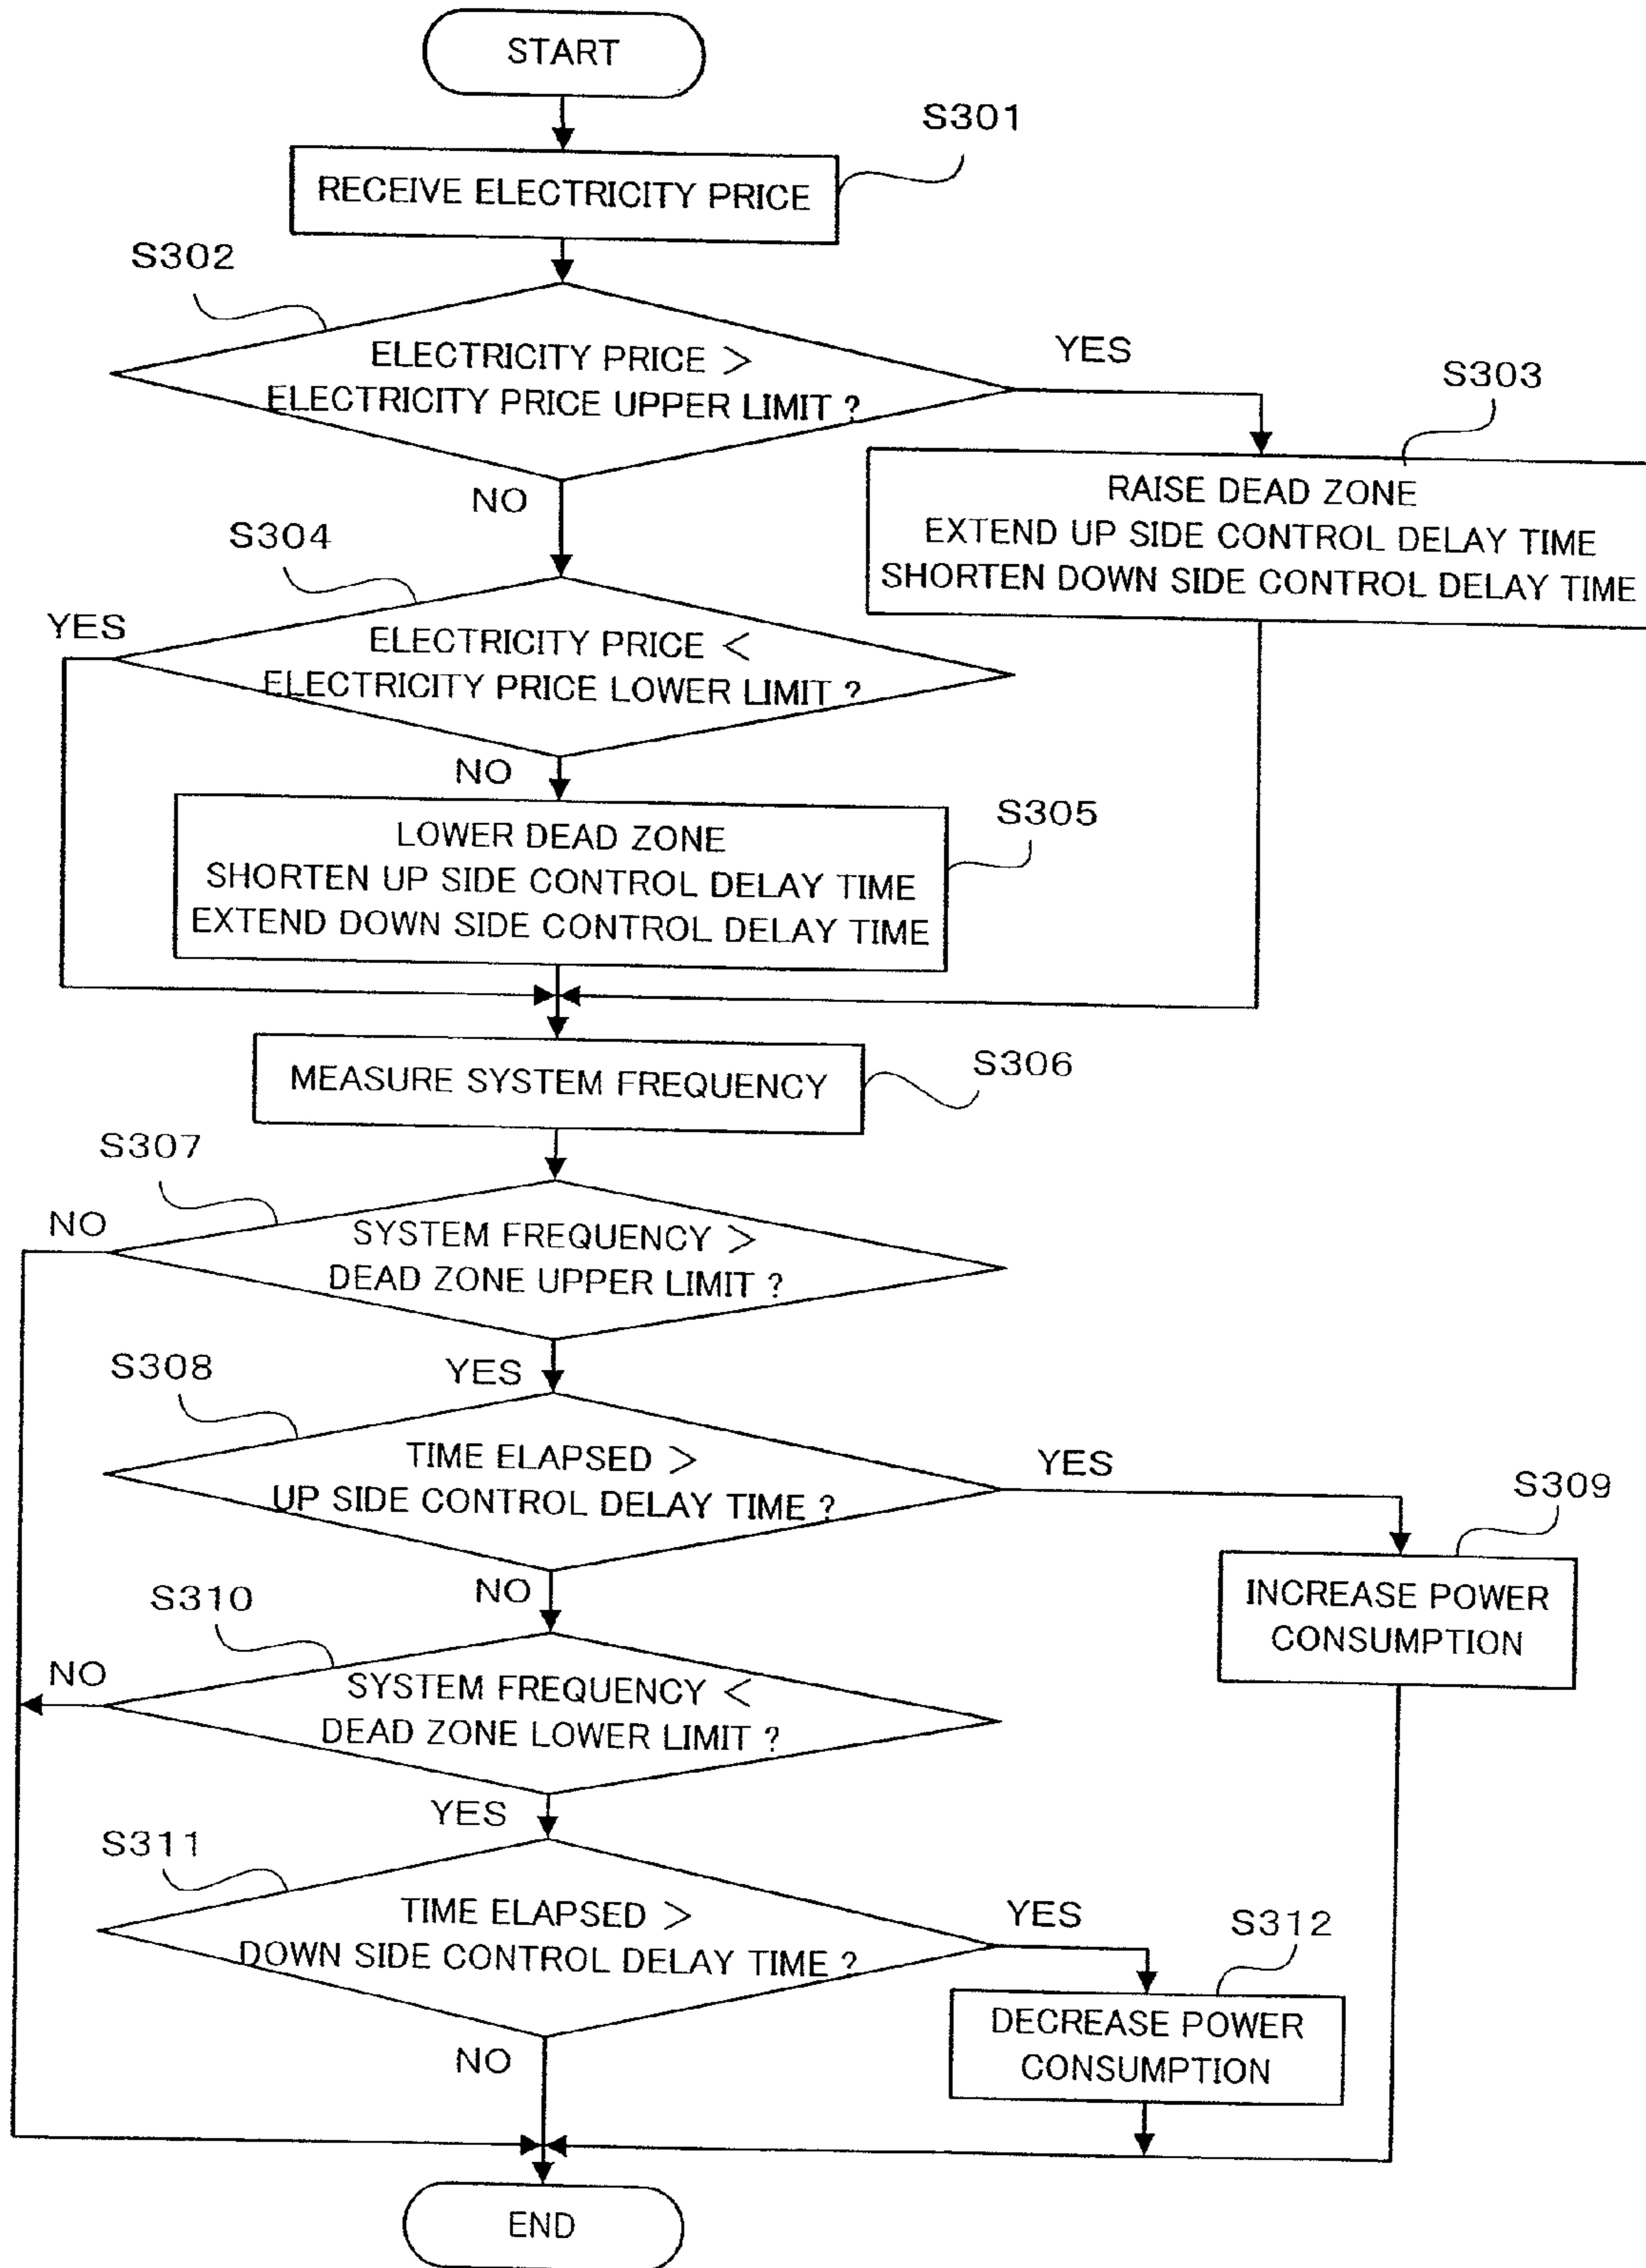 START
S301
RECEIVE ELECTRICITY PRICE
S302
ELECTRICITY PRICE >
ELECTRICITY PRICE UPPER LIMIT ?
YES
S303
RAISE DEAD ZONE
EXTEND UP SIDE CONTROL DELAY TIME
SHORTEN DOWN SIDE CONTROL DELAY TIME
NO
S304
YES
ELECTRICITY PRICE <
ELECTRICITY PRICE LOWER LIMIT ?
NO
S305
LOWER DEAD ZONE
SHORTEN UP SIDE CONTROL DELAY TIME
EXTEND DOWN SIDE CONTROL DELAY TIME
MEASURE SYSTEM FREQUENCY
S306
S307
NO
SYSTEM FREQUENCY >
DEAD ZONE UPPER LIMIT ?
YES
S308
TIME ELAPSED >
UP SIDE CONTROL DELAY TIME ?
YES
S309
INCREASE POWER
CONSUMPTION
NO
S310
NO
SYSTEM FREQUENCY <
DEAD ZONE LOWER LIMIT ?
YES
S311
TIME ELAPSED >
DOWN SIDE CONTROL DELAY TIME ?
YES
S312
DECREASE POWER
CONSUMPTION
NO
END